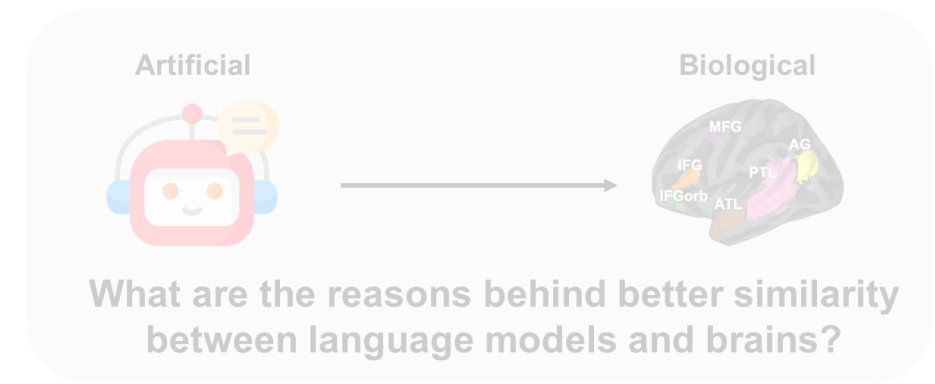 Artificial
Biological
MFG
AG
IFG
PTL
IFGorb
ATL
What are the reasons behind better similarity
between language models and brains?